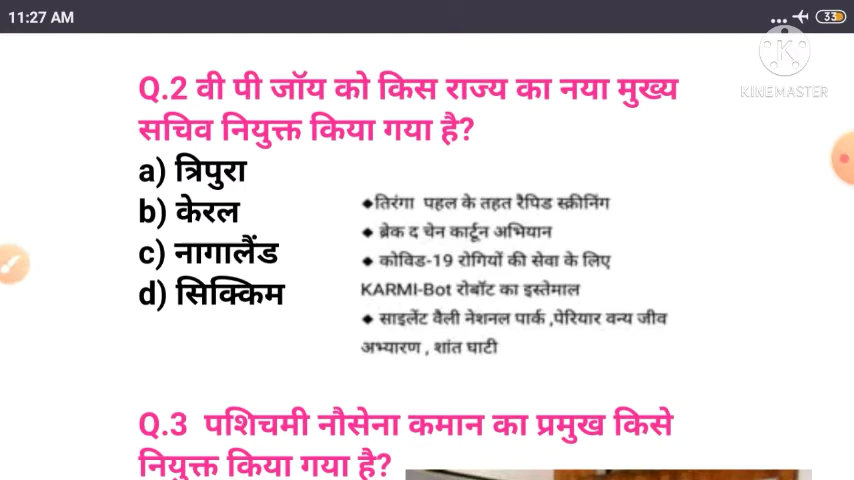 11:27 AM
33
KINEMASTER
Q.2 वी पी जॉय को किस राज्य का नया मुख्य
सचिव नियुक्त किया गया है?
a) त्रिपुरा
b) केरल
c) नागालैंड
d) सिक्किम
◆तिरंगा पहल के तहत रैपिड स्क्रीनिंग
◆ ब्रेक द चेन कार्टून अभियान
◆ कोविड-19 रोगियों की सेवा के लिए
KARMI-Bot रोबॉट का इस्तेमाल
◆ साइलेंट वैली नेशनल पार्क ,पेरियार वन्य जीव
अभ्यारण , शांत घाटी
Q.3 पशिचमी नौसेना कमान का प्रमुख किसे
नियुक्त किया गया है?